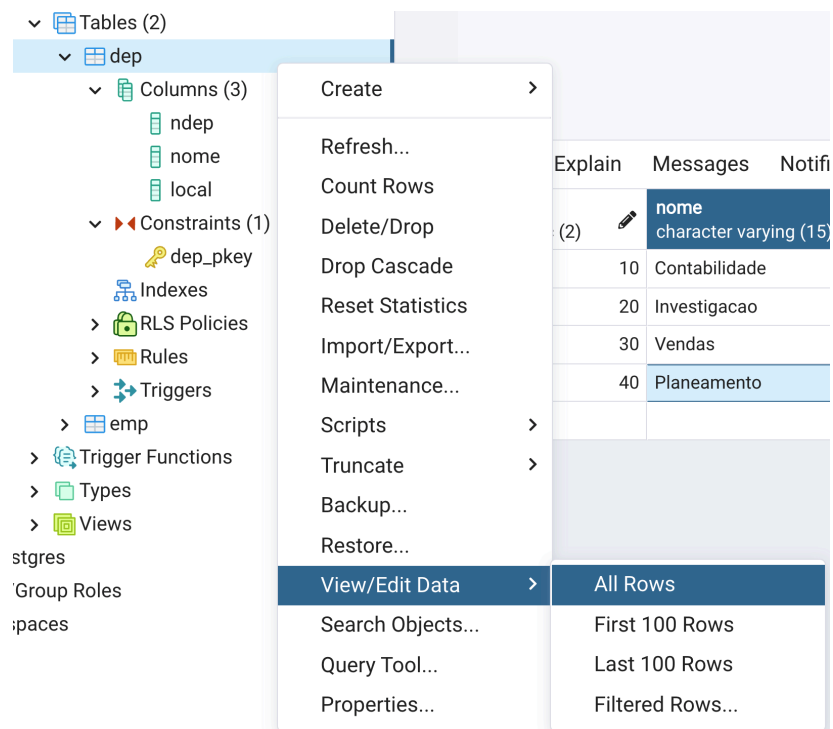 Tables (2)
dep
Columns (3)
ndep
nome
local
Constraints (1)
dep_pkey
Indexes
RLS Policies
Rules
Triggers
emp
Trigger Functions
Types
Views
stgres
/Group Roles
spaces
Create
Refresh...
Count Rows
Delete/Drop
Drop Cascade
Reset Statistics
Import/Export...
Maintenance...
Scripts
Truncate
Backup...
Restore...
View/Edit Data
Search Objects...
Query Tool...
Properties...
All Rows
First 100 Rows
Last 100 Rows
Filtered Rows...
Explain Messages Notifi
(2) nome
character varying (15)
10 Contabilidade
20 Investigacao
30 Vendas
40 Planeamento